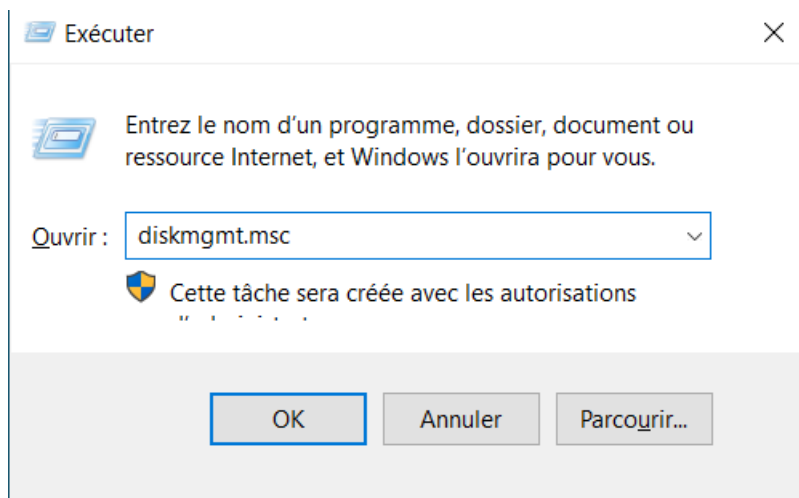 Exécuter
Entrez le nom d’un programme, dossier, document ou
ressource Internet, et Windows l’ouvrira pour vous.
Ouvrir :
diskmgmt.msc
Cette tâche sera créée avec les autorisations
OK
Annuler
Parcourir...